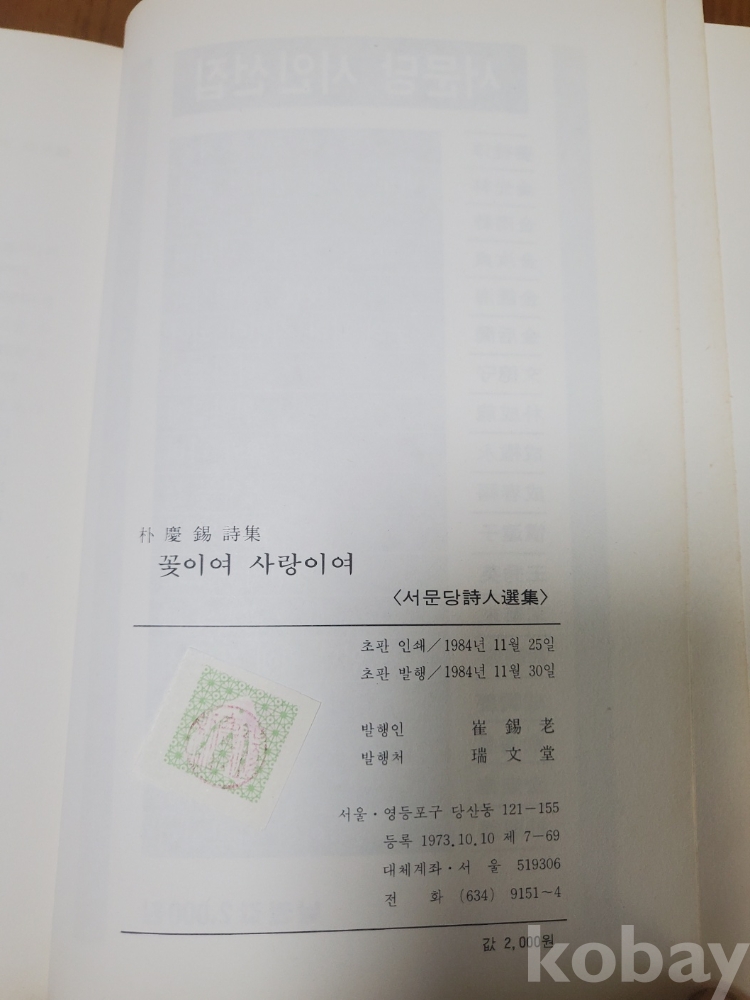 朴慶錫 詩集
꽃이여 사랑이여
〈서문당詩人選集〉
초판 인쇄/1984년 11월 25일
초판 발행/1984년 11월 30일
발행인 崔錫老
발행처 瑞文堂
서울·영등포구 당산동 121-155
등록 1973.10.10 제 7-69
대체계좌·서울 519306
전화 (634) 9151~4
값 2,000원
kobay